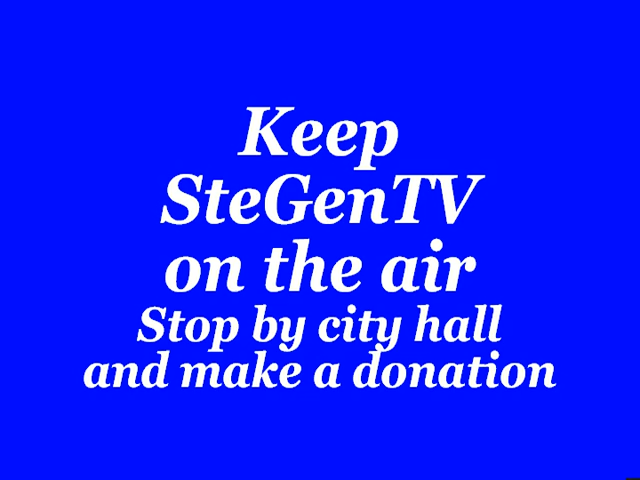 Keep
SteGenTV
on the air
Stop by city hall
and make a donation